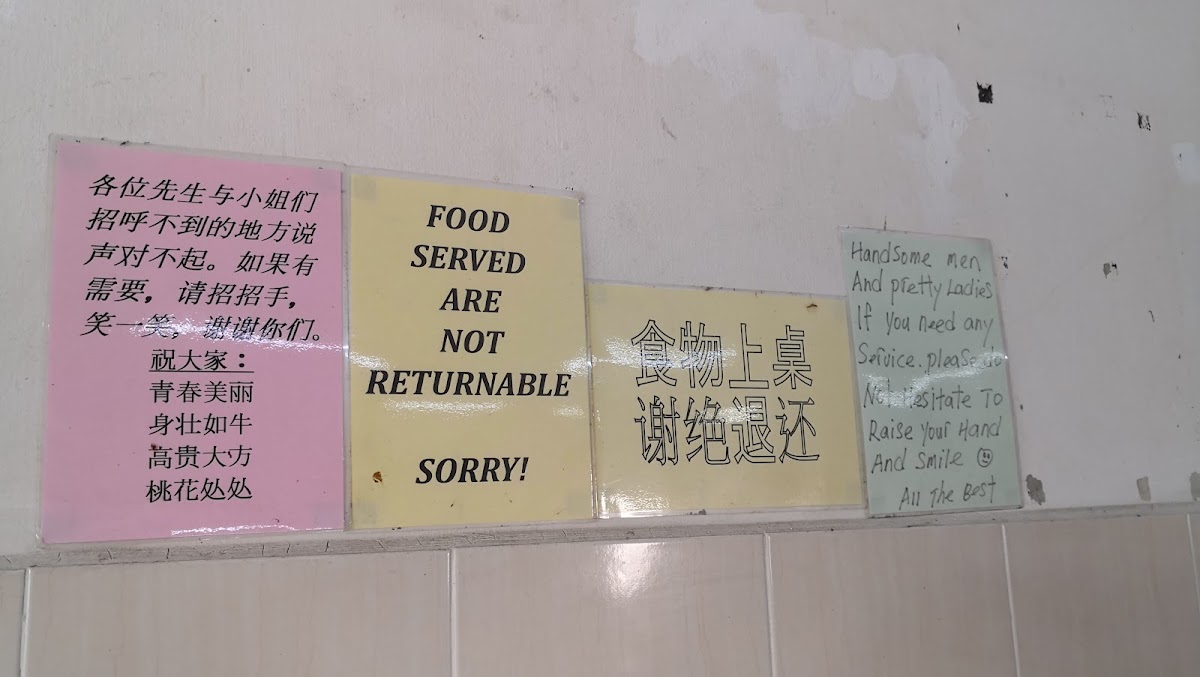 各位先生与小姐们
招呼不到的地方说
声对不起。如果有
需要，请招招手，
笑一笑，谢谢你们。
祝大家：
青春美丽
身壮如牛
高贵大方
桃花处处
FOOD
SERVED
ARE
NOT
RETURNABLE
SORRY!
食物上桌
谢绝退还
Handsome men
And pretty Ladies
If you need any
Service. please do
Not Hesitate To
Raise Your Hand
And Smile ☺
All The Best